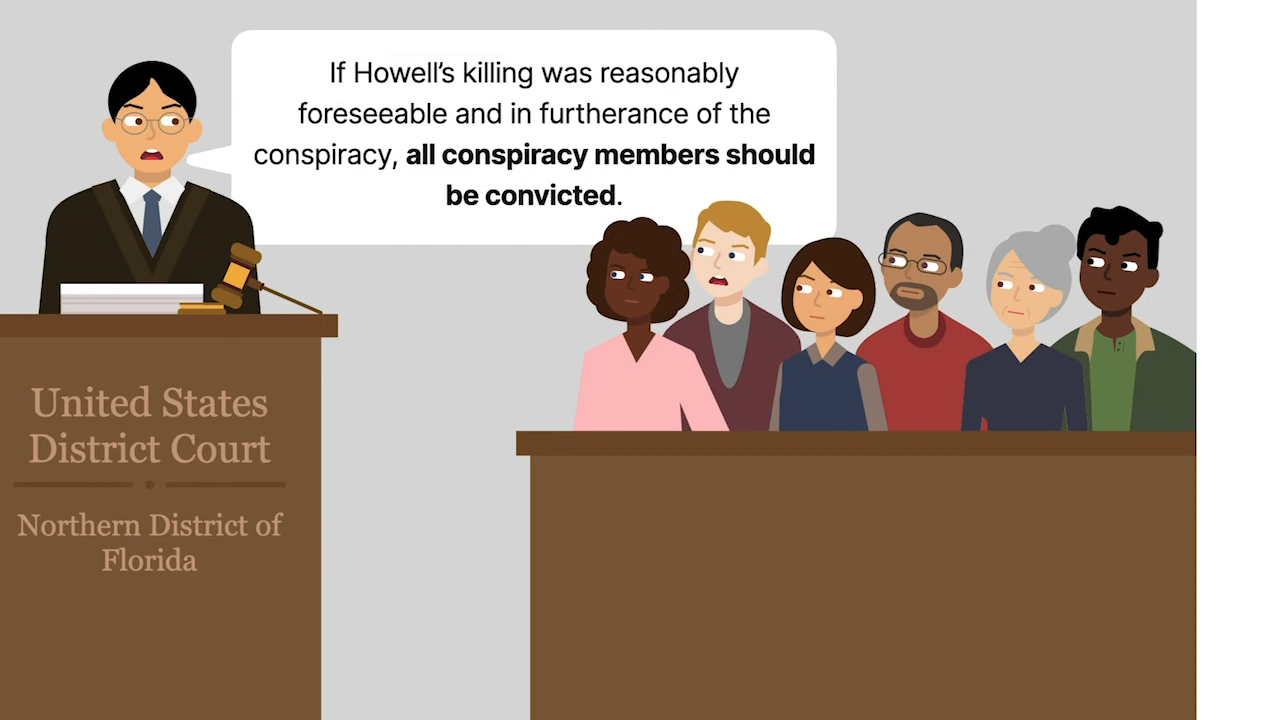 If Howell’s killing was reasonably
foreseeable and in furtherance of the
conspiracy, all conspiracy members should
be convicted.
United States
District Court
Northern District of
Florida